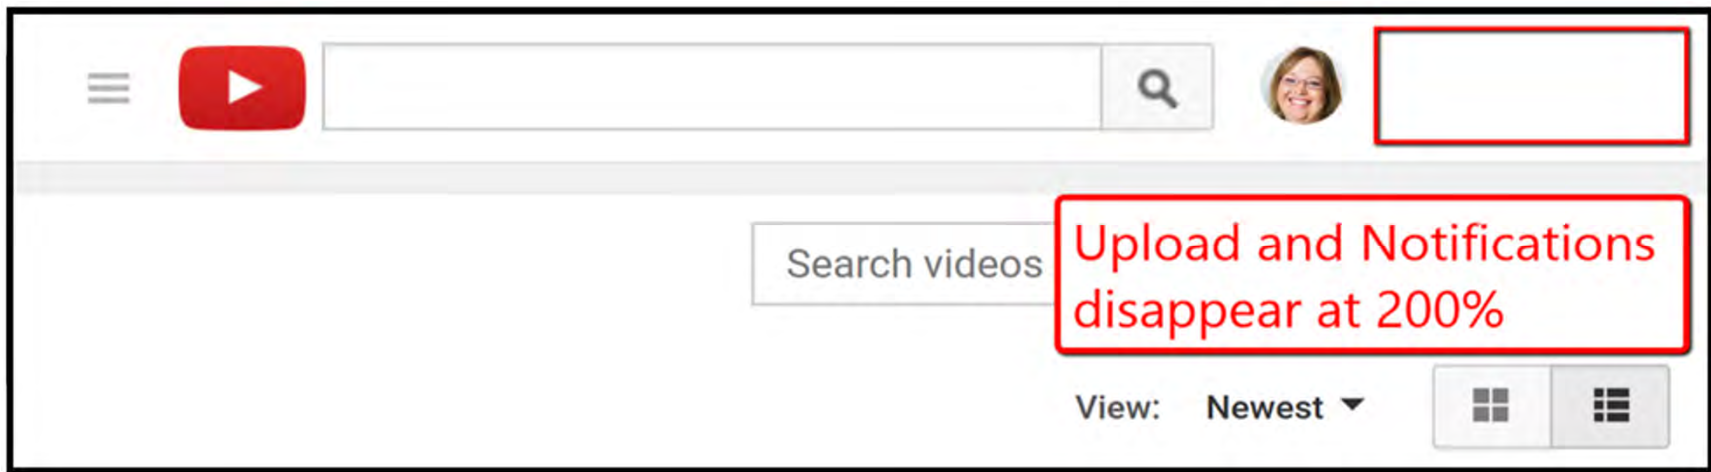 Search videos
Upload and Notifications
disappear at 200%
View: Newest